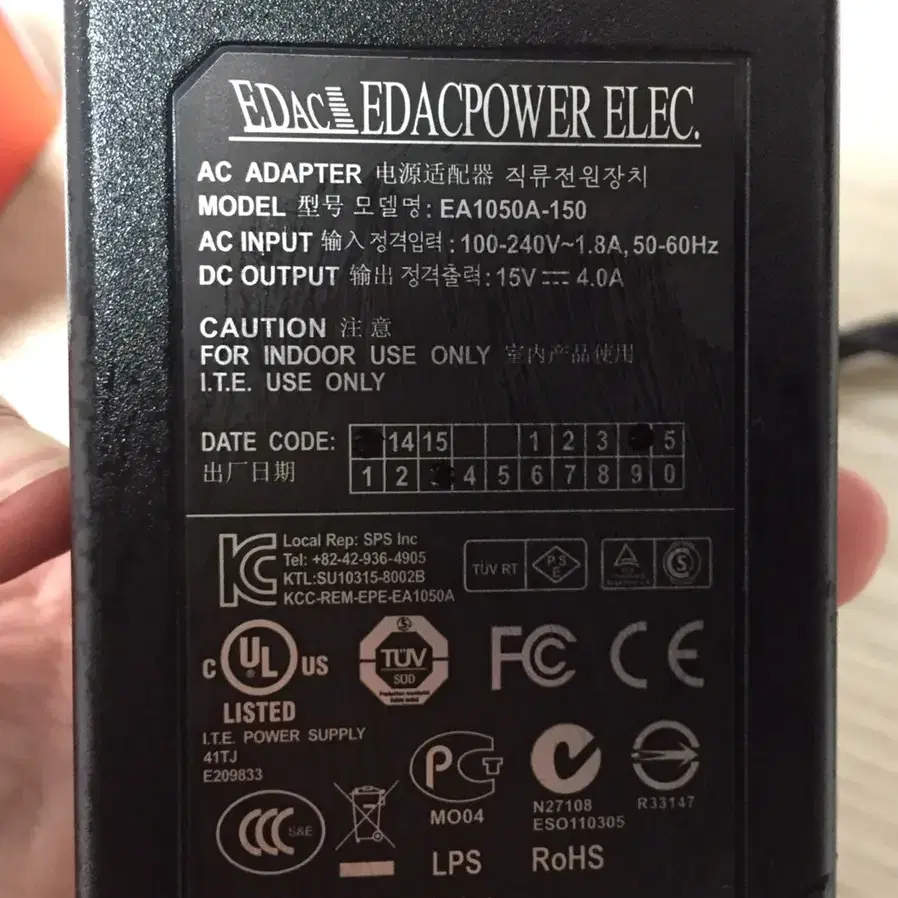 EDAC EDACPOWER ELEC.
AC ADAPTER 电源适配器 직류전원장치
MODEL 型号 모델명: EA1050A-150
AC INPUT 输入 정격입력: 100-240V~1.8A, 50-60Hz
DC OUTPUT 输出 정격출력: 15V⎓ 4.0A
CAUTION 注意
FOR INDOOR USE ONLY 室内产品使用
I.T.E. USE ONLY
DATE CODE: 14 15 1 2 3 5
出厂日期 1 2 4 5 6 7 8 9 0
Local Rep: SPS Inc
Tel: +82-42-936-4905
KTL:SU10315-8002B
KCC-REM-EPE-EA1050A
TÜV RT
PSE
S
C UL US
LISTED
I.T.E. POWER SUPPLY
41TJ
E209833
TÜV
SÜD
FC CE
PCT
MO04
N27108
ESO110305
R33147
CCC S&E
LPS
RoHS